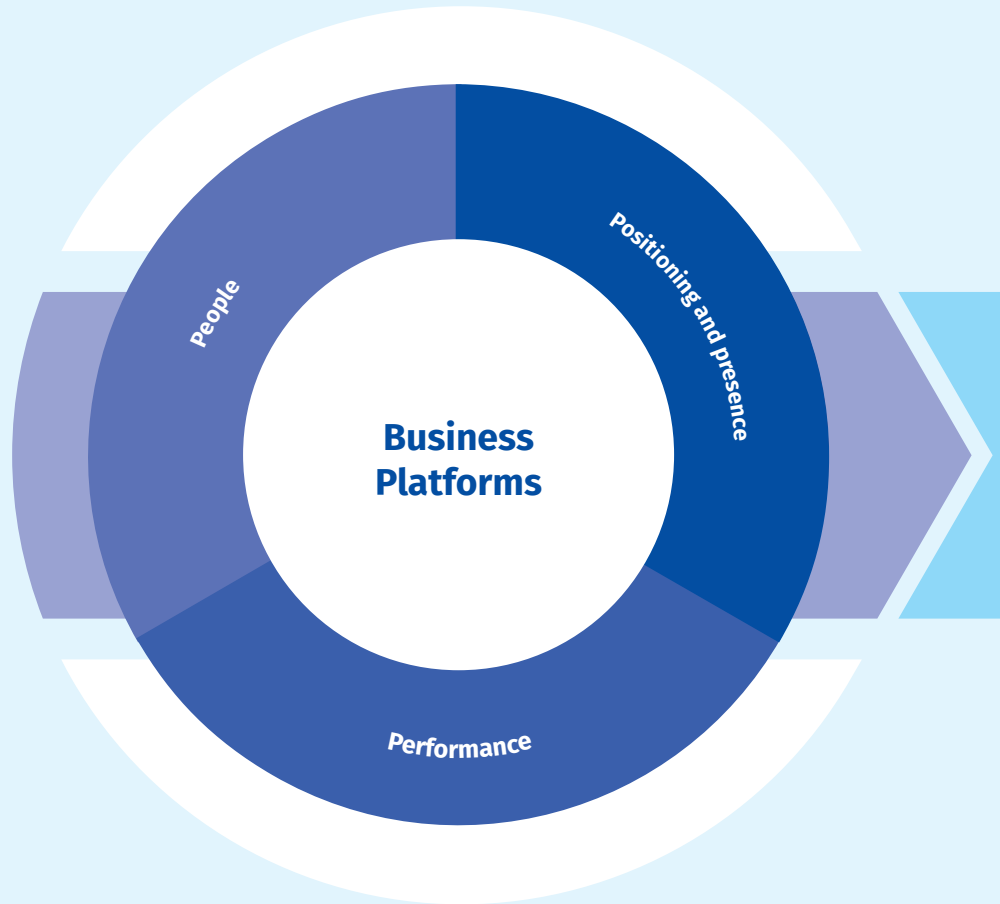 People
Positioning and presence
Business
Platforms
Performance